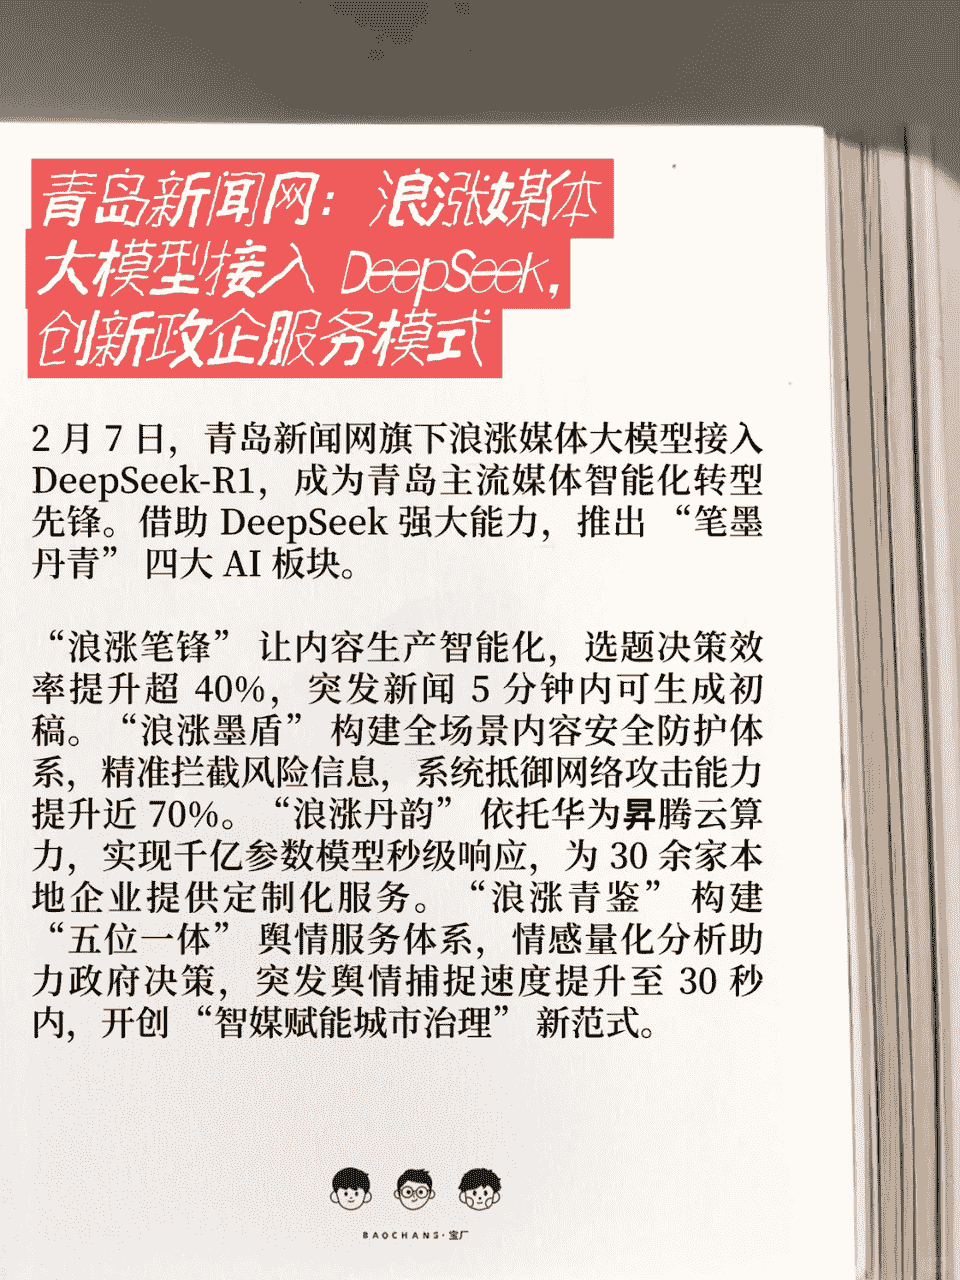 青岛新闻网：浪涨媒体
大模型接入 DeepSeek，
创新政企服务模式
2 月 7 日，青岛新闻网旗下浪涨媒体大模型接入
DeepSeek-R1，成为青岛主流媒体智能化转型
先锋。借助 DeepSeek 强大能力，推出 “笔墨
丹青” 四大 AI 板块。
“浪涨笔锋” 让内容生产智能化，选题决策效
率提升超 40%，突发新闻 5 分钟内可生成初
稿。“浪涨墨盾” 构建全场景内容安全防护体
系，精准拦截风险信息，系统抵御网络攻击能力
提升近 70%。“浪涨丹韵” 依托华为昇腾云算
力，实现千亿参数模型秒级响应，为 30 余家本
地企业提供定制化服务。“浪涨青鉴” 构建
“五位一体” 舆情服务体系，情感量化分析助
力政府决策，突发舆情捕捉速度提升至 30 秒
内，开创 “智媒赋能城市治理” 新范式。
BAOCHANG·宝厂